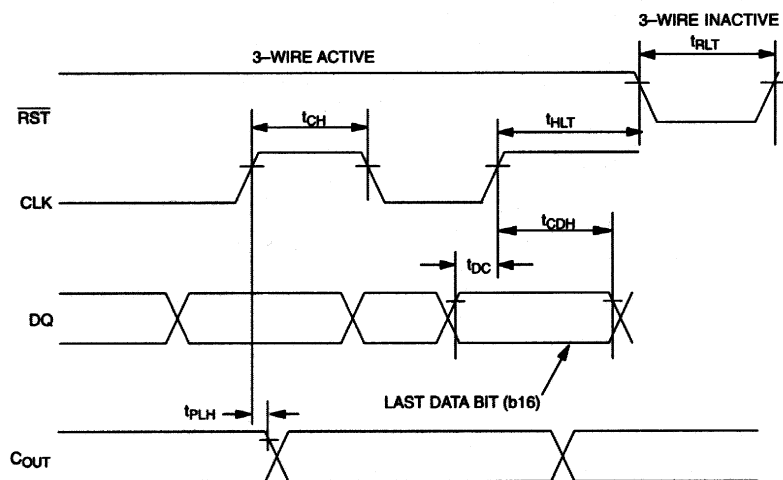 3–WIRE INACTIVE
tRLT
3–WIRE ACTIVE
RST
tCH
tHLT
CLK
tCDH
tDC
DQ
LAST DATA BIT (b16)
tPLH
COUT